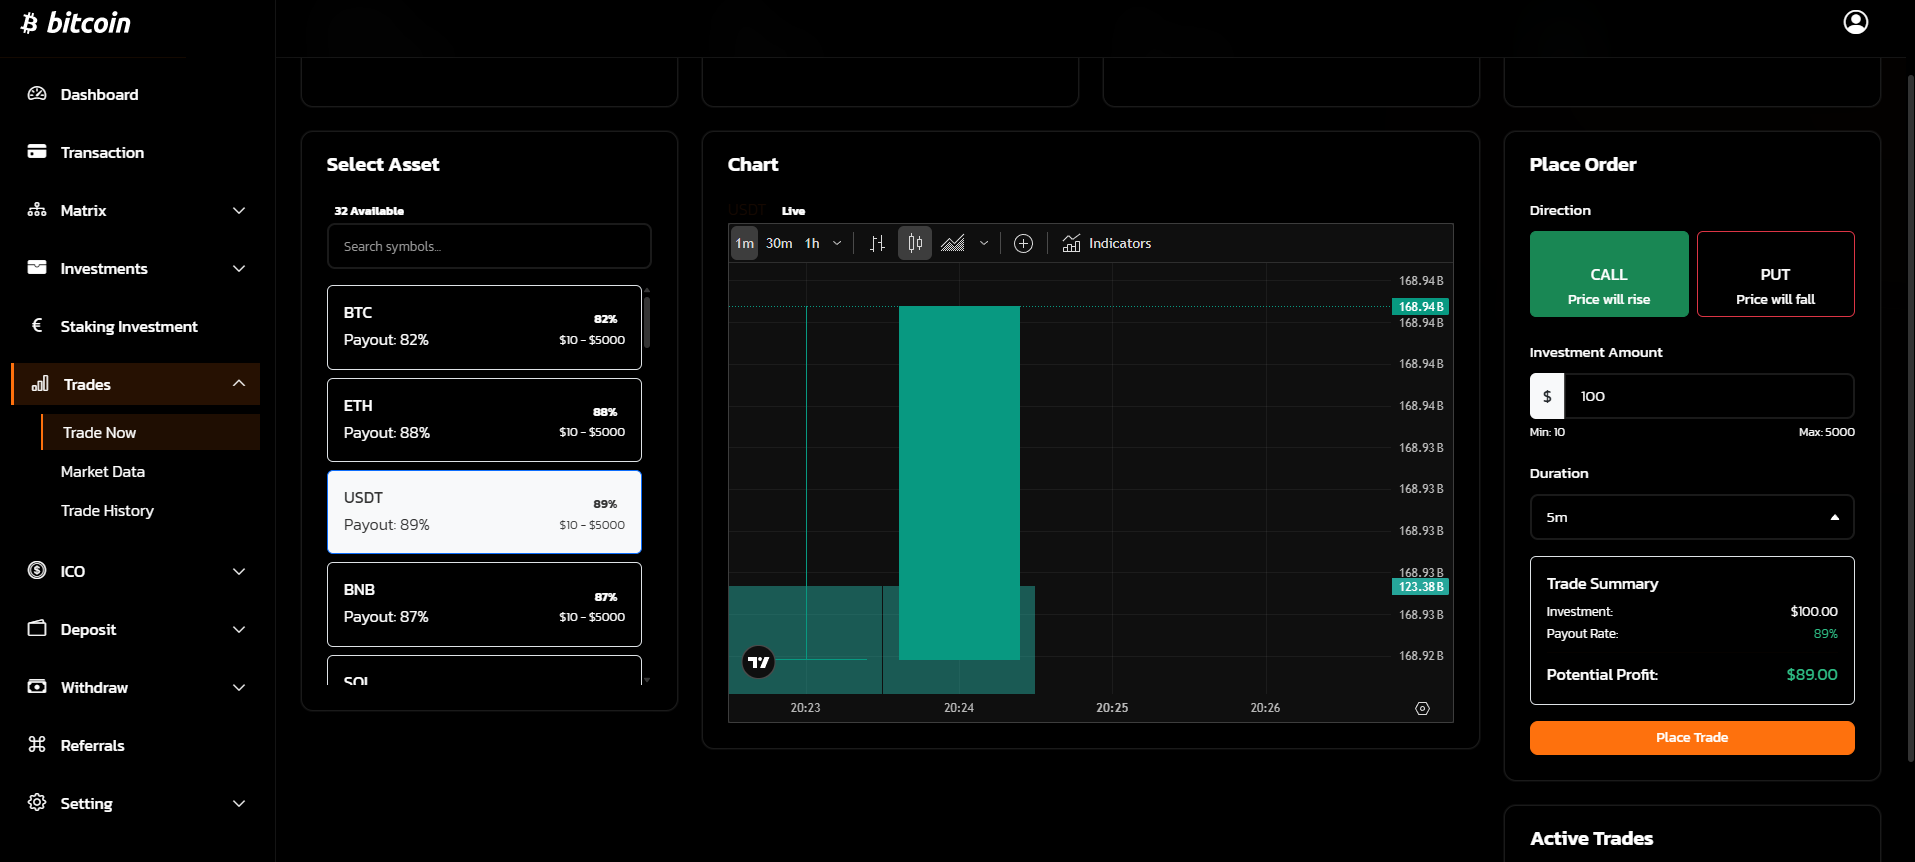 bitcoin
Dashboard
Transaction
Matrix
Investments
Staking Investment
Trades
Trade Now
Market Data
Trade History
ICO
Deposit
Withdraw
Referrals
Setting
Select Asset
32 Available
Search symbols...
BTC
82%
Payout: 82%
$10 - $5000
ETH
88%
Payout: 88%
$10 - $5000
USDT
89%
Payout: 89%
$10 - $5000
BNB
87%
Payout: 87%
$10 - $5000
SOL
Chart
USDT Live
1m 30m 1h Indicators
168.94 B
168.94 B
168.94 B
168.94 B
168.94 B
168.93 B
168.93 B
168.93 B
168.93 B
123.38 B
168.93 B
168.92 B
20:23 20:24 20:25 20:26
Place Order
Direction
CALL
Price will rise
PUT
Price will fall
Investment Amount
$ 100
Min: 10 Max: 5000
Duration
5m
Trade Summary
Investment: $100.00
Payout Rate: 89%
Potential Profit: $89.00
Place Trade
Active Trades